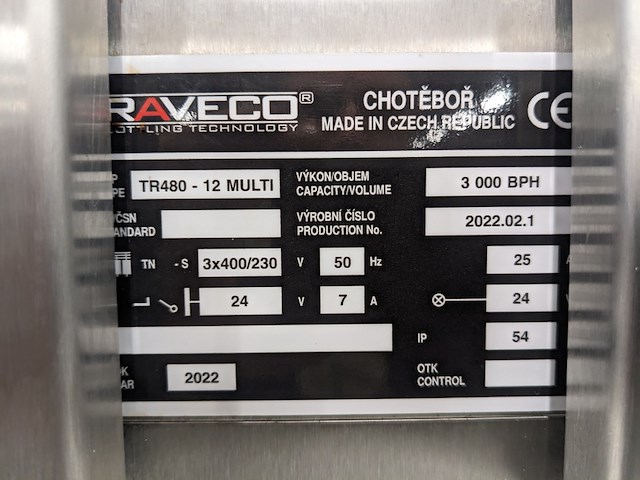 RAVECO® CHOTĚBOŘ CE
OTTLING TECHNOLOGY MADE IN CZECH REPUBLIC
P TR480 - 12 MULTI VÝKON/OBJEM 3 000 BPH
PE CAPACITY/VOLUME
/ČSN VÝROBNÍ ČÍSLO 2022.02.1
ANDARD PRODUCTION No.
TN - S 3x400/230 V 50 Hz 25
24 V 7 A 24
IP 54
OK 2022 OTK
AR CONTROL